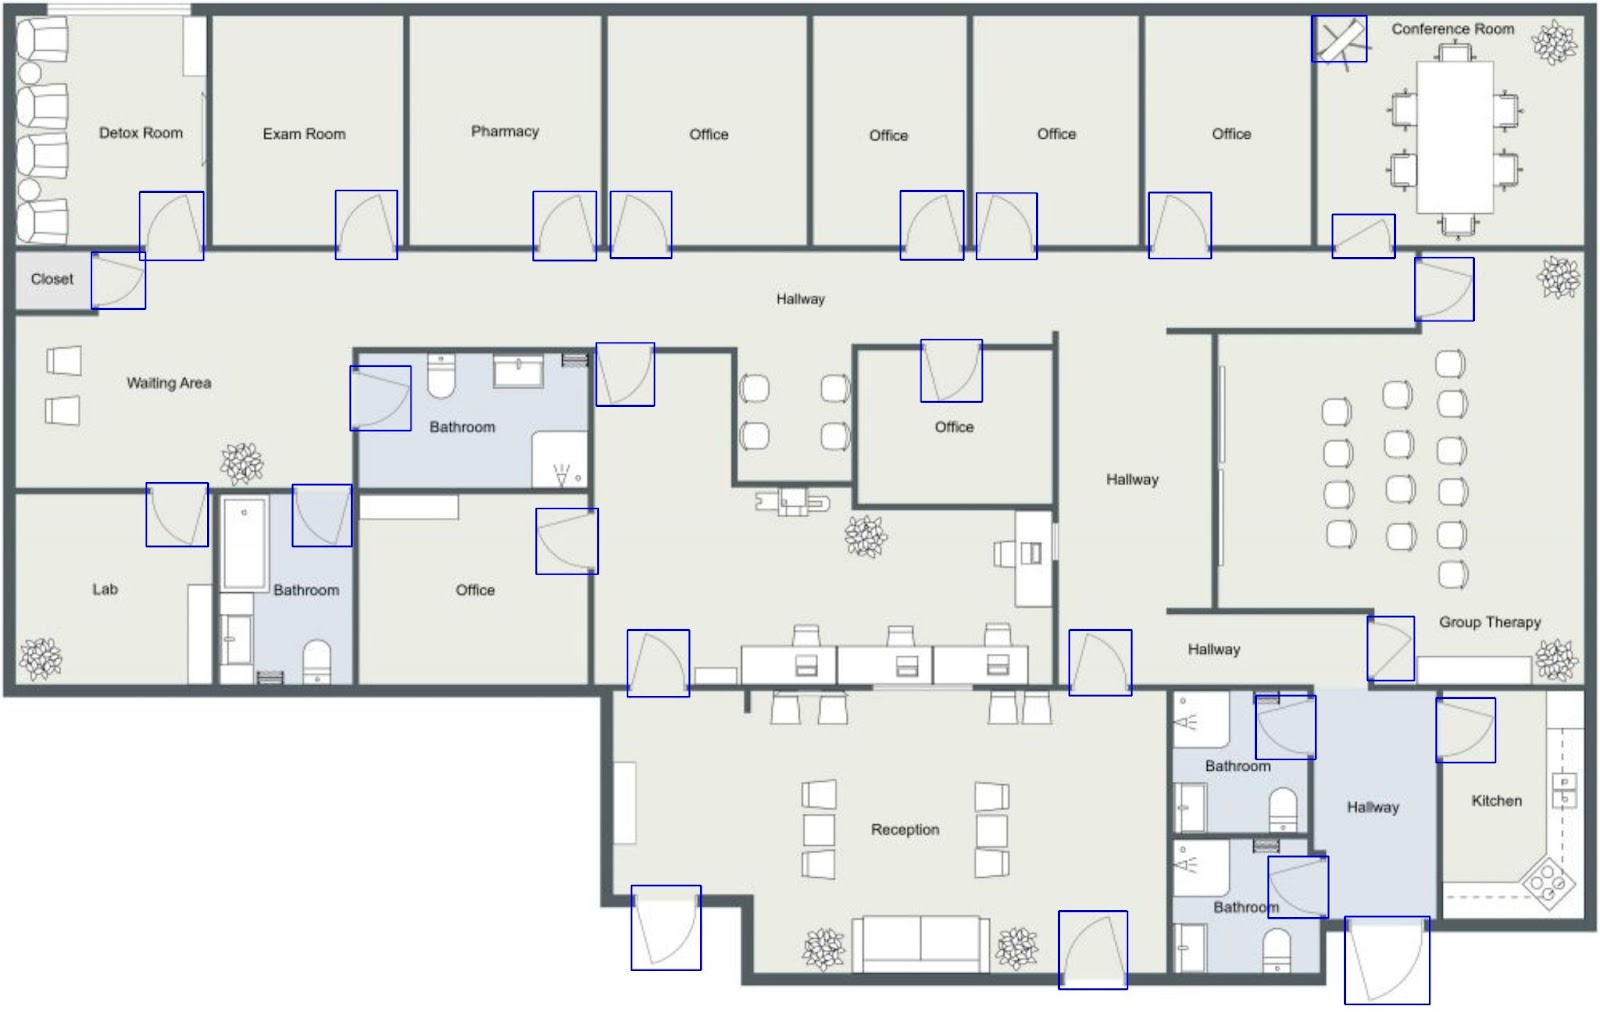 Conference Room
Detox Room
Exam Room
Pharmacy
Office
Office
Office
Office
Closet
Hallway
Waiting Area
Bathroom
Office
Hallway
Lab
Bathroom
Office
Group Therapy
Hallway
Bathroom
Kitchen
Hallway
Reception
Bathroom